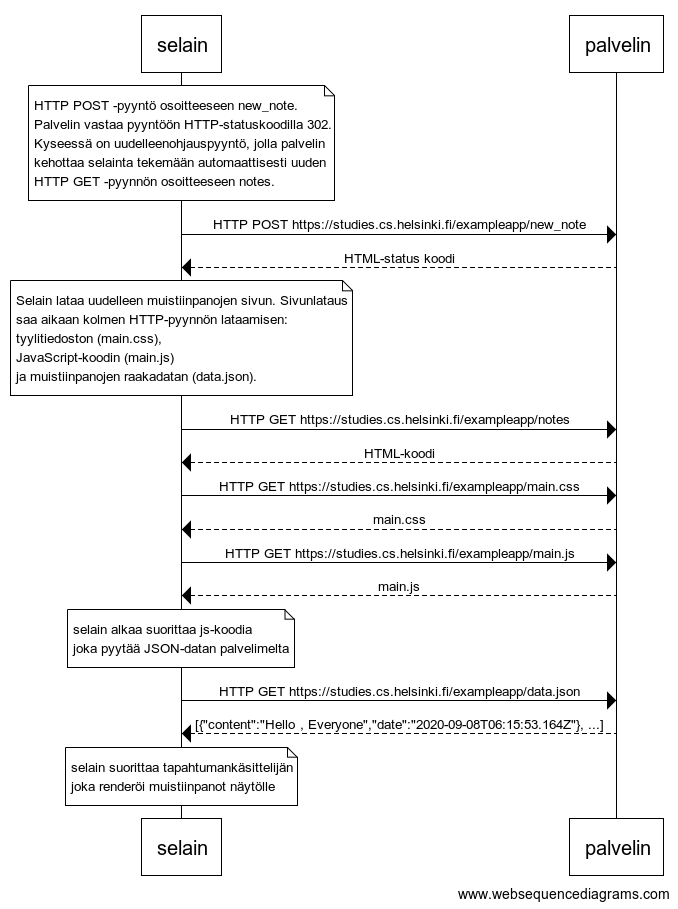 selain palvelin
HTTP POST -pyyntö osoitteeseen new_note.
Palvelin vastaa pyyntöön HTTP-statuskoodilla 302.
Kyseessä on uudelleenohjauspyyntö, jolla palvelin
kehottaa selainta tekemään automaattisesti uuden
HTTP GET -pyynnön osoitteeseen notes.
HTTP POST https://studies.cs.helsinki.fi/exampleapp/new_note
HTML-status koodi
Selain lataa uudelleen muistiinpanojen sivun. Sivunlataus
saa aikaan kolmen HTTP-pyynnön lataamisen:
tyylitiedoston (main.css),
JavaScript-koodin (main.js)
ja muistiinpanojen raakadatan (data.json).
HTTP GET https://studies.cs.helsinki.fi/exampleapp/notes
HTML-koodi
HTTP GET https://studies.cs.helsinki.fi/exampleapp/main.css
main.css
HTTP GET https://studies.cs.helsinki.fi/exampleapp/main.js
main.js
selain alkaa suorittaa js-koodia
joka pyytää JSON-datan palvelimelta
HTTP GET https://studies.cs.helsinki.fi/exampleapp/data.json
[{"content":"Hello , Everyone","date":"2020-09-08T06:15:53.164Z"}, ...]
selain suorittaa tapahtumankäsittelijän
joka renderöi muistiinpanot näytölle
selain palvelin
www.websequencediagrams.com